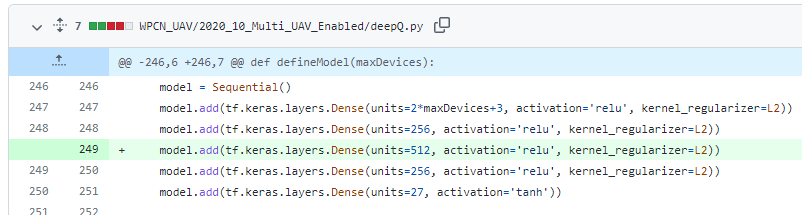 7 WPCN_UAV/2020_10_Multi_UAV_Enabled/deepQ.py
@@ -246,6 +246,7 @@ def defineModel(maxDevices):
246 246 model = Sequential()
247 247 model.add(tf.keras.layers.Dense(units=2*maxDevices+3, activation='relu', kernel_regularizer=L2))
248 248 model.add(tf.keras.layers.Dense(units=256, activation='relu', kernel_regularizer=L2))
249 + model.add(tf.keras.layers.Dense(units=512, activation='relu', kernel_regularizer=L2))
249 250 model.add(tf.keras.layers.Dense(units=256, activation='relu', kernel_regularizer=L2))
250 251 model.add(tf.keras.layers.Dense(units=27, activation='tanh'))
251 252